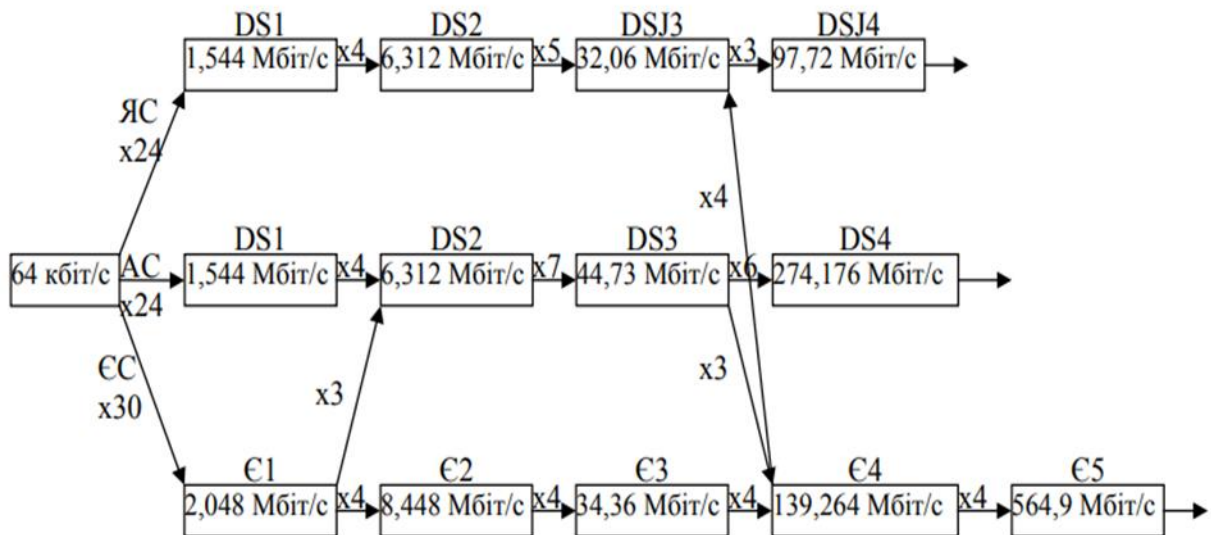 DS1 DS2 DSJ3 DSJ4
1,544 Мбіт/с x4 6,312 Мбіт/с x5 32,06 Мбіт/с x3 97,72 Мбіт/с
ЯС
x24
x4
DS1 DS2 DS3 DS4
64 кбіт/с АС 1,544 Мбіт/с x4 6,312 Мбіт/с x7 44,73 Мбіт/с x6 274,176 Мбіт/с
x24
ЄС
x30
x3
x3
Є1 Є2 Є3 Є4 Є5
2,048 Мбіт/с x4 8,448 Мбіт/с x4 34,36 Мбіт/с x4 139,264 Мбіт/с x4 564,9 Мбіт/с